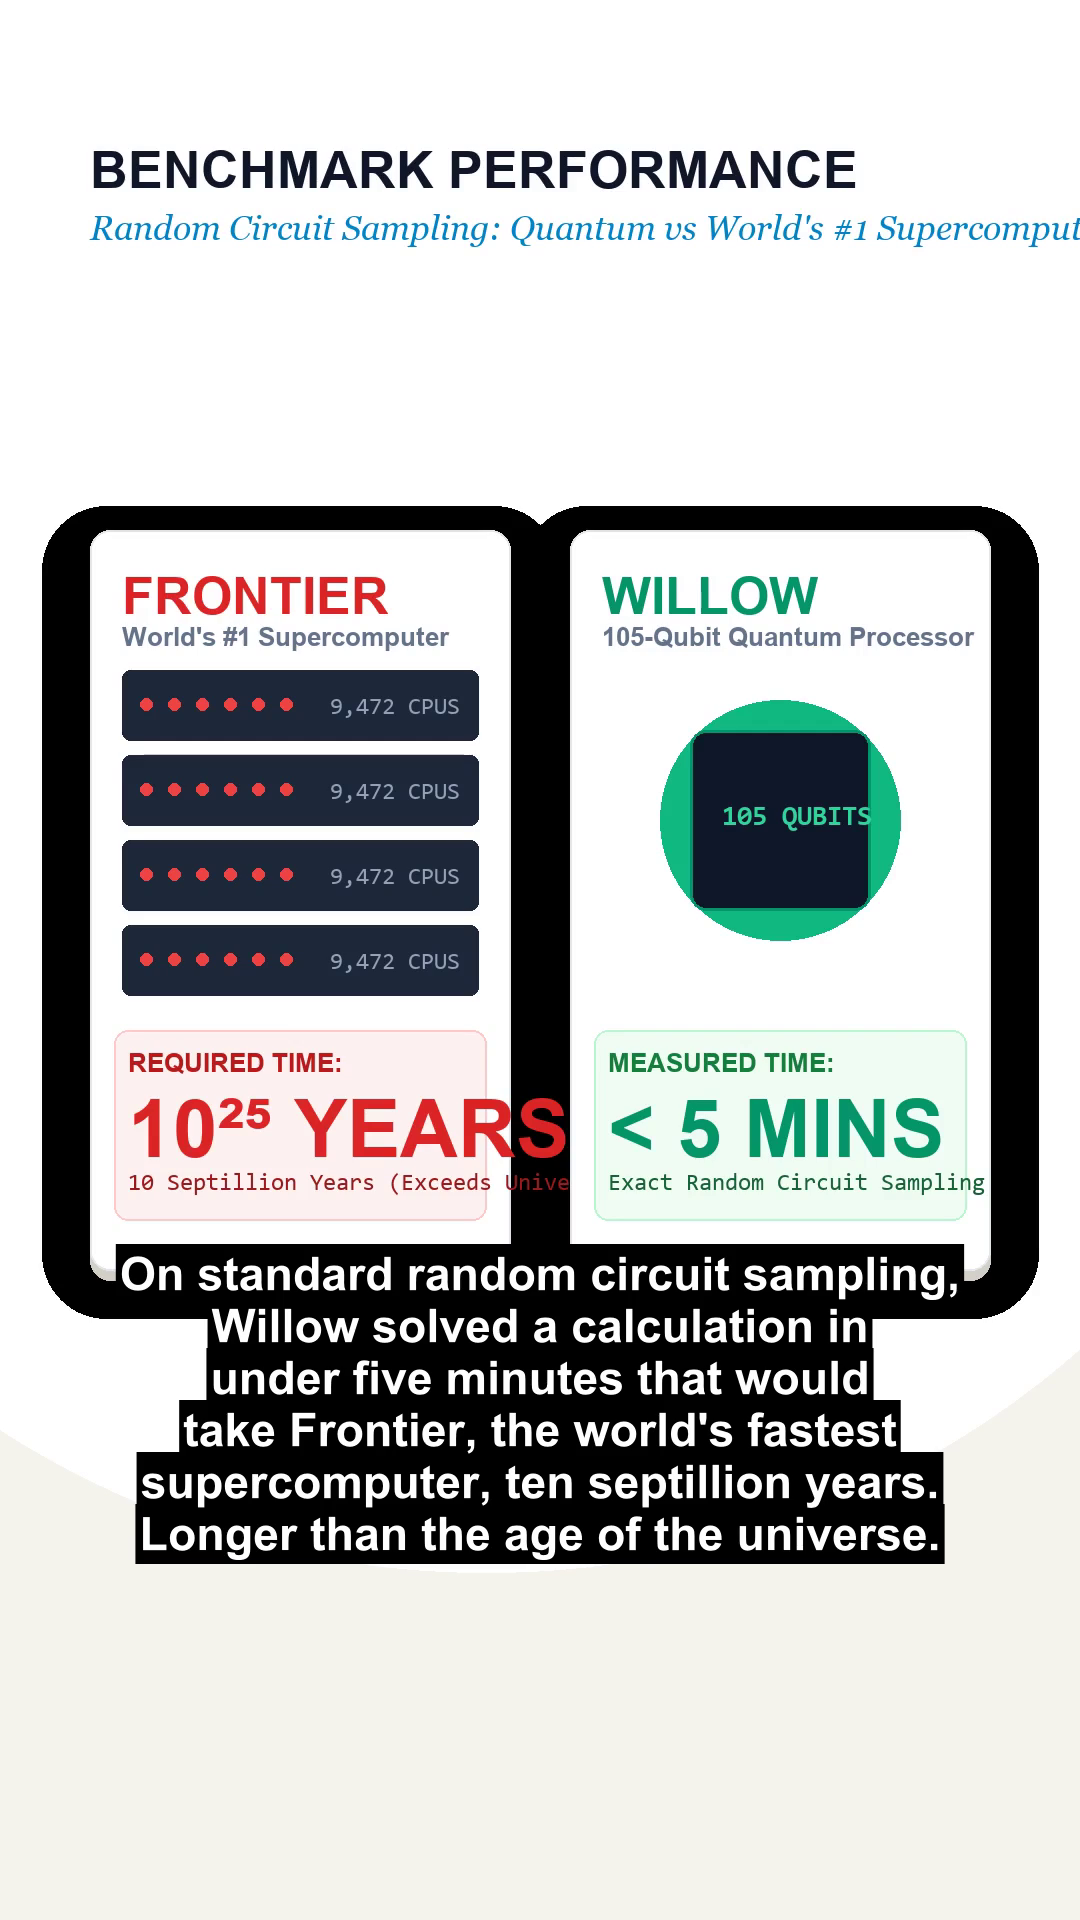 BENCHMARK PERFORMANCE
Random Circuit Sampling: Quantum vs World's #1 Supercomput
FRONTIER
World's #1 Supercomputer
9,472 CPUS
9,472 CPUS
9,472 CPUS
9,472 CPUS
REQUIRED TIME:
10²⁵ YEARS
10 Septillion Years (Exceeds Unive
WILLOW
105-Qubit Quantum Processor
105 QUBITS
MEASURED TIME:
< 5 MINS
Exact Random Circuit Sampling
On standard random circuit sampling,
Willow solved a calculation in
under five minutes that would
take Frontier, the world's fastest
supercomputer, ten septillion years.
Longer than the age of the universe.